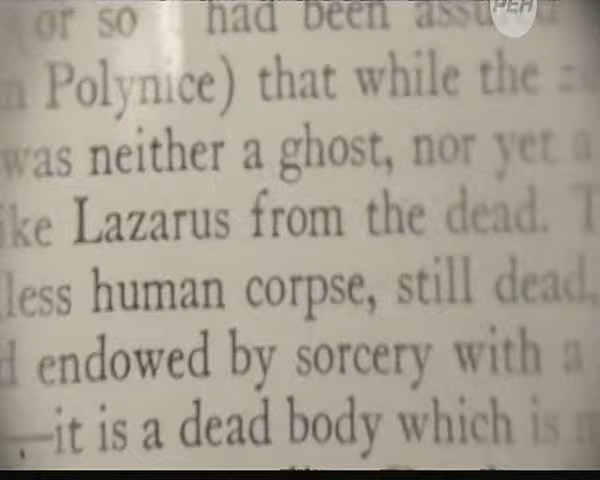 РЕН
or so had been
Polynice) that while the
was neither a ghost, nor yet a
Lazarus from the dead.
less human corpse, still dead,
endowed by sorcery with a
—it is a dead body which is